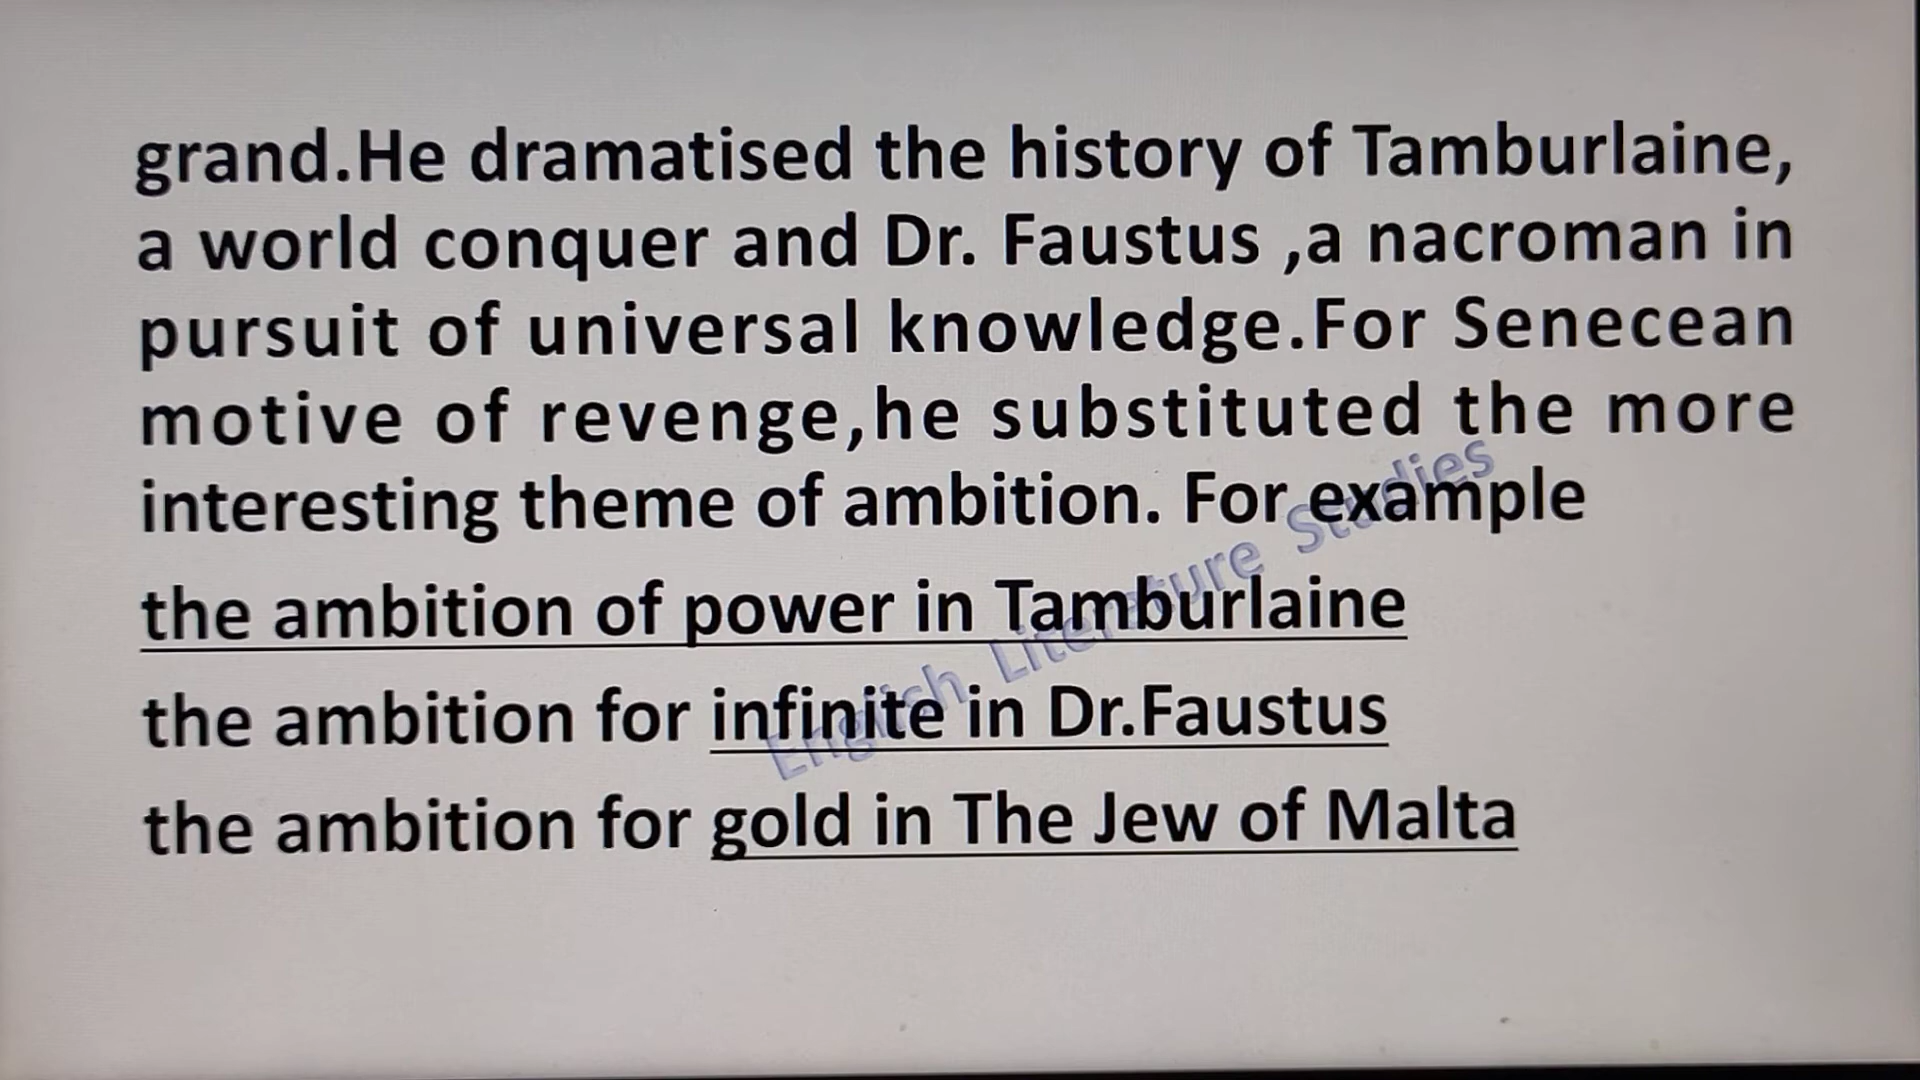 grand.He dramatised the history of Tamburlaine,
a world conquer and Dr. Faustus ,a nacroman in
pursuit of universal knowledge.For Senecean
motive of revenge,he substituted the more
interesting theme of ambition. For example
the ambition of power in Tamburlaine
the ambition for infinite in Dr.Faustus
the ambition for gold in The Jew of Malta
English Literature Studies